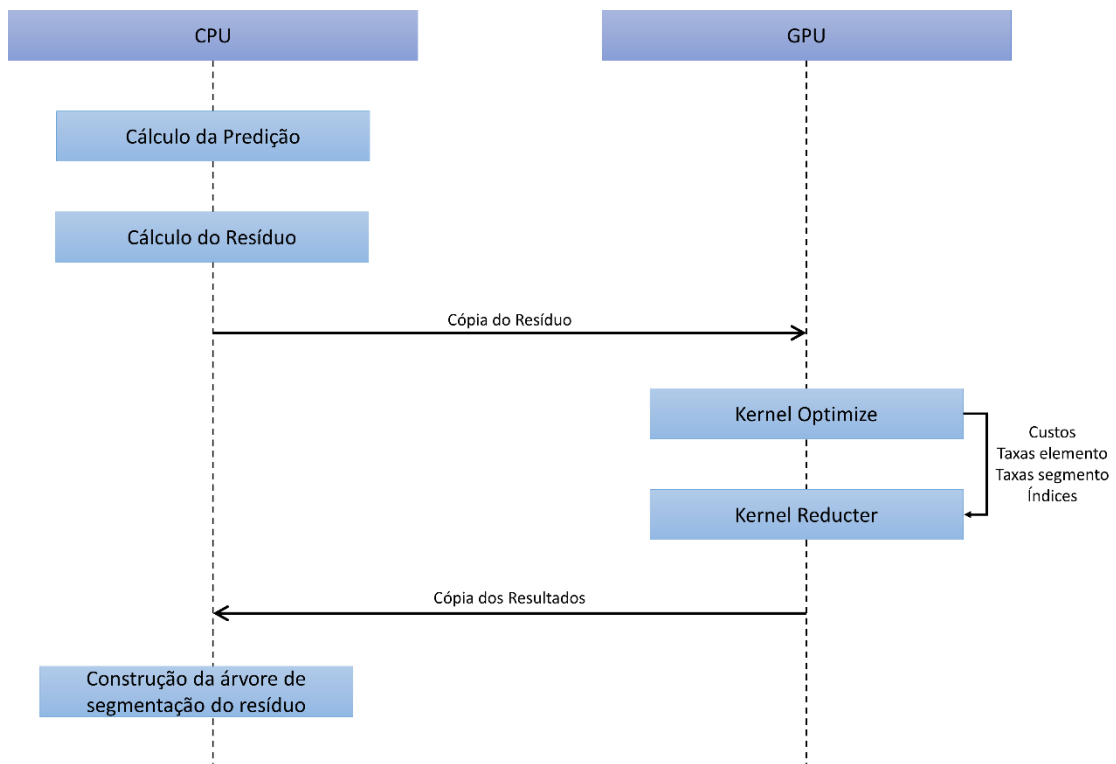 CPU
GPU
Cálculo da Predição
Cálculo do Resíduo
Cópia do Resíduo
Kernel Optimize
Custos
Taxas elemento
Taxas segmento
Índices
Kernel Reducter
Cópia dos Resultados
Construção da árvore de
segmentação do resíduo